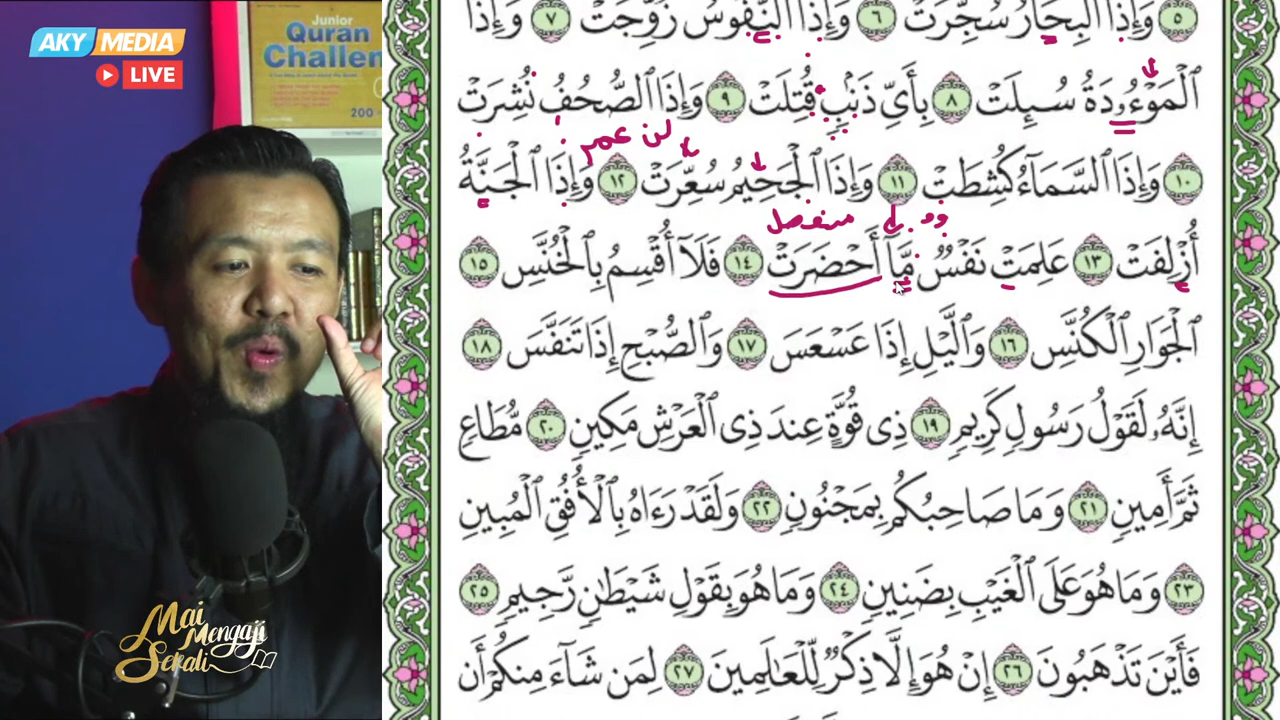 AKY MEDIA
LIVE
Junior
Quran
Challen
200
Mai
Mengaji
Sekali
٥ وَإِذَا ٱلۡبِحَارُ سُجِّرَتۡ ٦ وَإِذَا ٱلنُّفُوسُ زُوِّجَتۡ ٧ وَإِذَا
ٱلۡمَوۡءُۥدَةُ سُئِلَتۡ ٨ بِأَيِّ ذَنۢبٖ قُتِلَتۡ ٩ وَإِذَا ٱلصُّحُفُ نُشِرَتۡ
لـن عمر
١٠ وَإِذَا ٱلسَّمَآءُ كُشِطَتۡ ١١ وَإِذَا ٱلۡجَحِيمُ سُعِّرَتۡ ١٢ وَإِذَا ٱلۡجَنَّةُ
منفصل
أُزۡلِفَتۡ ١٣ عَلِمَتۡ نَفۡسٞ مَّآ أَحۡضَرَتۡ ١٤ فَلَآ أُقۡسِمُ بِٱلۡخُنَّسِ ١٥
ٱلۡجَوَارِ ٱلۡكُنَّسِ ١٦ وَٱلَّيۡلِ إِذَا عَسۡعَسَ ١٧ وَٱلصُّبۡحِ إِذَا تَنَفَّسَ ١٨
إِنَّهُۥ لَقَوۡلُ رَسُولٖ كَرِيمٖ ١٩ ذِي قُوَّةٍ عِندَ ذِي ٱلۡعَرۡشِ مَكِينٖ ٢٠ مُّطَاعٖ
ثَمَّ أَمِينٖ ٢١ وَمَا صَاحِبُكُم بِمَجۡنُونٖ ٢٢ وَلَقَدۡ رَءَاهُ بِٱلۡأُفُقِ ٱلۡمُبِينِ
٢٣ وَمَا هُوَ عَلَى ٱلۡغَيۡبِ بِضَنِينٖ ٢٤ وَمَا هُوَ بِقَوۡلِ شَيۡطَٰنٖ رَّجِيمٖ ٢٥
فَأَيۡنَ تَذۡهَبُونَ ٢٦ إِنۡ هُوَ إِلَّا ذِكۡرٞ لِّلۡعَٰلَمِينَ ٢٧ لِمَن شَآءَ مِنكُمۡ أَن